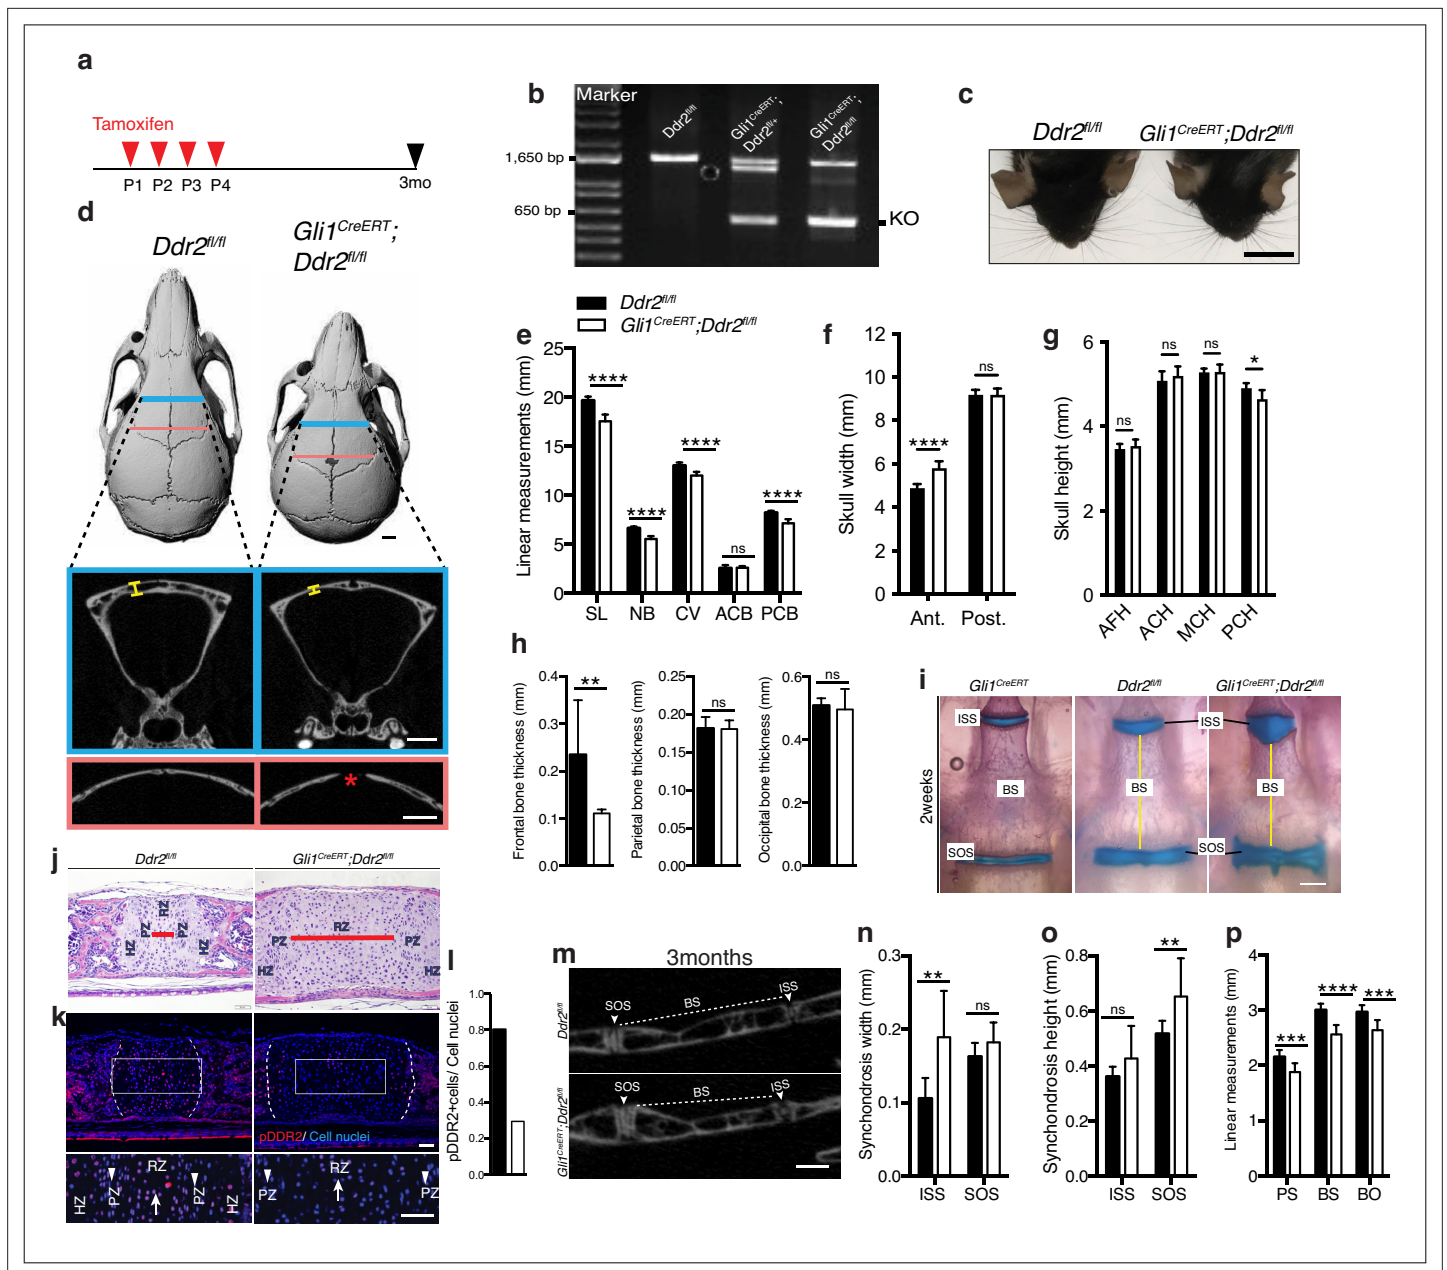 a
Tamoxifen
P1 P2 P3 P4 3mo
b
Marker
Ddr2fl/fl
Gli1CreERT;
Ddr2fl/+
Gli1CreERT;
Ddr2fl/fl
1,650 bp
650 bp
KO
c
Ddr2fl/fl Gli1CreERT;Ddr2fl/fl
d
Ddr2fl/fl
Gli1CreERT;
Ddr2fl/fl
*
Ddr2fl/fl
Gli1CreERT;Ddr2fl/fl
e
Linear measurements (mm)
25
20
15
10
5
0
**** **** **** ns ****
SL NB CV ACB PCB
f
Skull width (mm)
12
10
8
6
4
2
0
**** ns
Ant. Post.
g
Skull height (mm)
6
4
2
0
ns ns ns *
AFH ACH MCH PCH
h
Frontal bone thickness (mm)
0.4
0.3
0.2
0.1
0.0
**
Parietal bone thickness (mm)
0.25
0.20
0.15
0.10
0.05
0.00
ns
Occipital bone thickness (mm)
0.6
0.4
0.2
0.0
ns
i
Gli1CreERT Ddr2fl/fl Gli1CreERT;Ddr2fl/fl
2weeks
ISS ISS
BS BS BS
SOS SOS
j
Ddr2fl/fl Gli1CreERT;Ddr2fl/fl
HZ PZ RZ PZ HZ
HZ PZ RZ PZ HZ
k
pDDR2/ Cell nuclei
HZ PZ RZ PZ HZ
PZ RZ PZ
l
pDDR2+cells/ Cell nuclei
1.0
0.8
0.6
0.4
0.2
0.0
m
3months
Ddr2fl/fl
SOS BS ISS
Gli1CreERT;Ddr2fl/fl
SOS BS ISS
n
Synchondrosis width (mm)
0.3
0.2
0.1
0.0
** ns
ISS SOS
o
Synchondrosis height (mm)
0.8
0.6
0.4
0.2
0.0
ns **
ISS SOS
p
Linear measurements (mm)
4
3
2
1
0
*** **** ***
PS BS BO